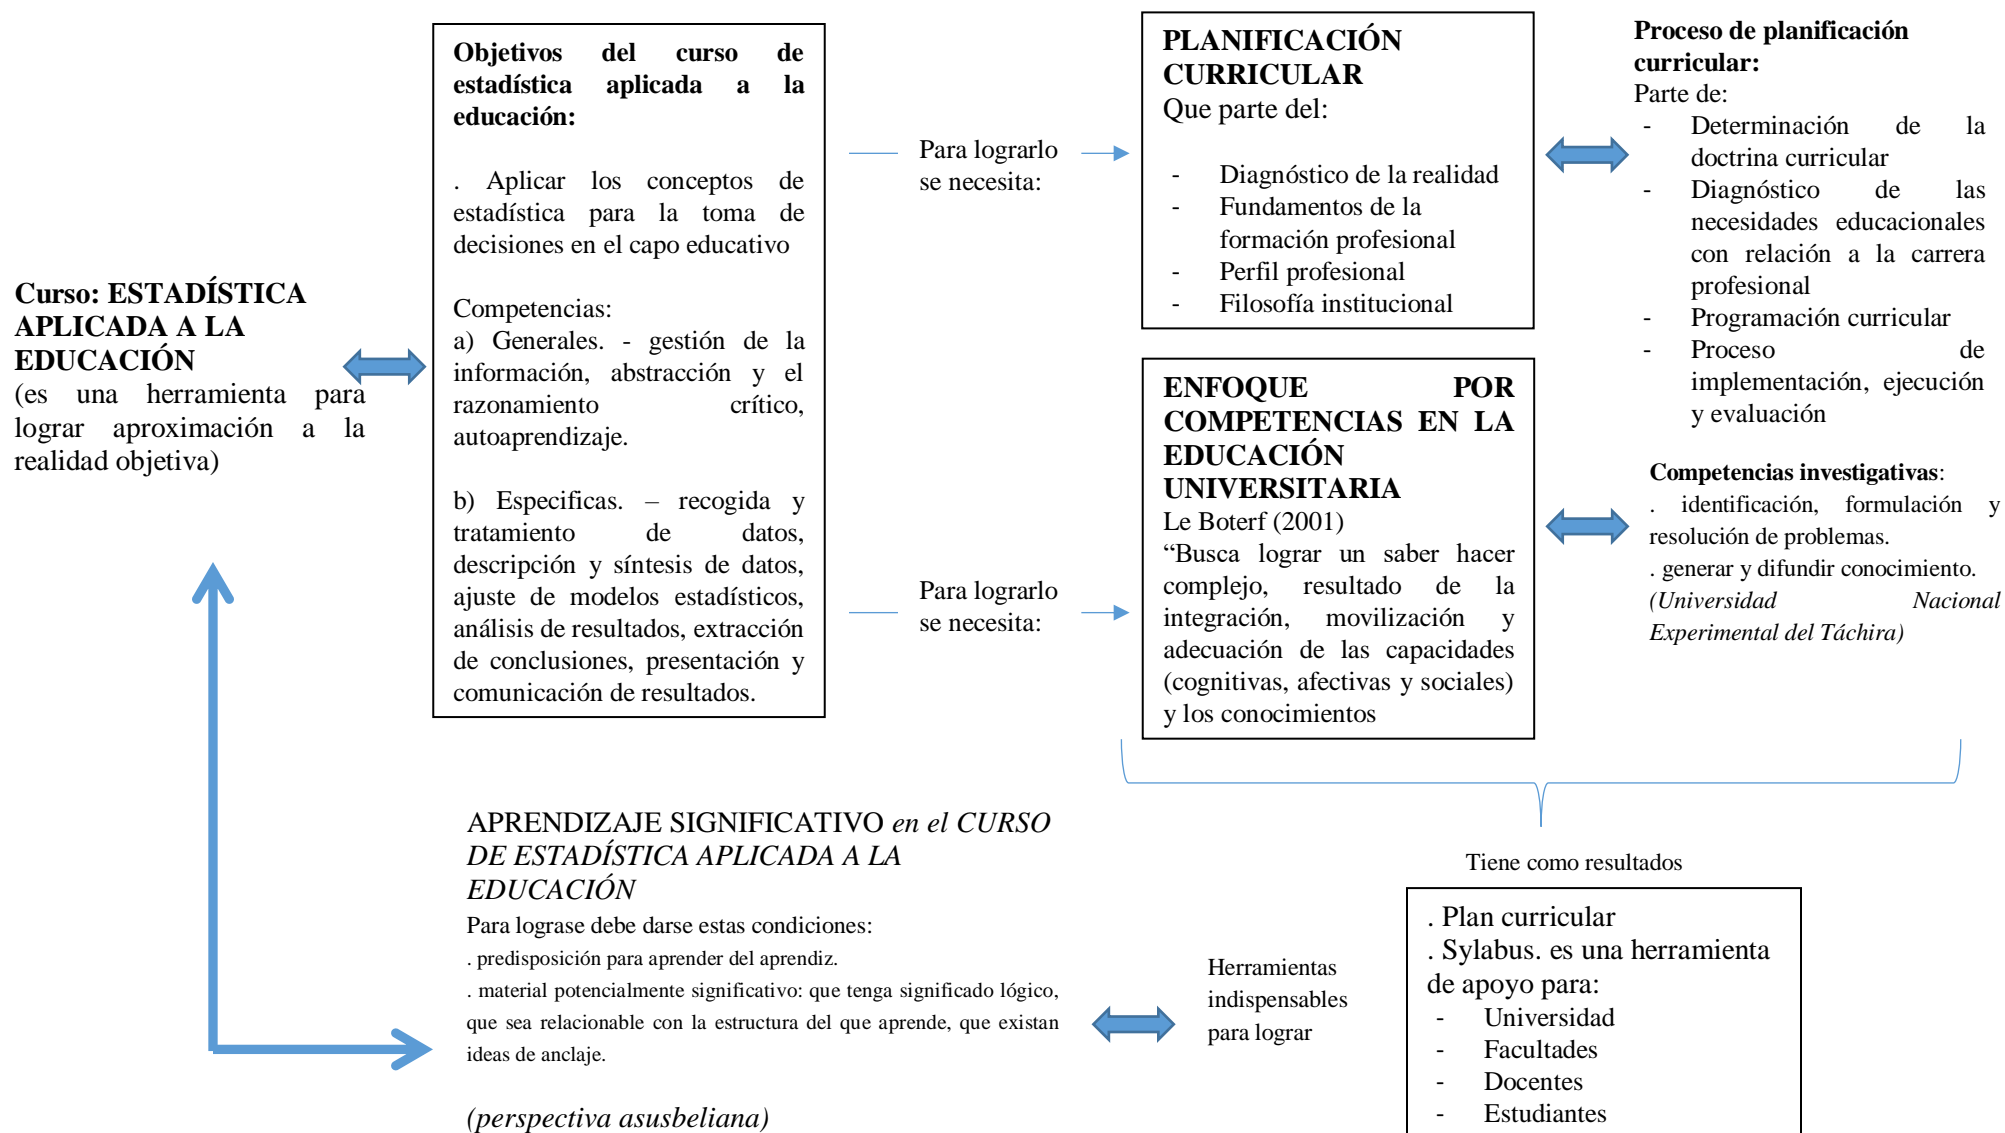 Curso: ESTADÍSTICA
APLICADA A LA
EDUCACIÓN
(es una herramienta para
lograr aproximación a la
realidad objetiva)
Objetivos del curso de
estadística aplicada a la
educación:
. Aplicar los conceptos de
estadística para la toma de
decisiones en el capo educativo
Competencias:
a) Generales. - gestión de la
información, abstracción y el
razonamiento crítico,
autoaprendizaje.
b) Especificas. – recogida y
tratamiento de datos,
descripción y síntesis de datos,
ajuste de modelos estadísticos,
análisis de resultados, extracción
de conclusiones, presentación y
comunicación de resultados.
Para lograrlo
se necesita:
PLANIFICACIÓN
CURRICULAR
Que parte del:
- Diagnóstico de la realidad
- Fundamentos de la
formación profesional
- Perfil profesional
- Filosofía institucional
Proceso de planificación
curricular:
Parte de:
- Determinación de la
doctrina curricular
- Diagnóstico de las
necesidades educacionales
con relación a la carrera
profesional
- Programación curricular
- Proceso de
implementación, ejecución
y evaluación
Para lograrlo
se necesita:
ENFOQUE POR
COMPETENCIAS EN LA
EDUCACIÓN
UNIVERSITARIA
Le Boterf (2001)
“Busca lograr un saber hacer
complejo, resultado de la
integración, movilización y
adecuación de las capacidades
(cognitivas, afectivas y sociales)
y los conocimientos
Competencias investigativas:
. identificación, formulación y
resolución de problemas.
. generar y difundir conocimiento.
(Universidad Nacional
Experimental del Táchira)
APRENDIZAJE SIGNIFICATIVO en el CURSO
DE ESTADÍSTICA APLICADA A LA
EDUCACIÓN
Para lograse debe darse estas condiciones:
. predisposición para aprender del aprendiz.
. material potencialmente significativo: que tenga significado lógico,
que sea relacionable con la estructura del que aprende, que existan
ideas de anclaje.
(perspectiva asusbeliana)
Herramientas
indispensables
para lograr
Tiene como resultados
. Plan curricular
. Sylabus. es una herramienta
de apoyo para:
- Universidad
- Facultades
- Docentes
- Estudiantes